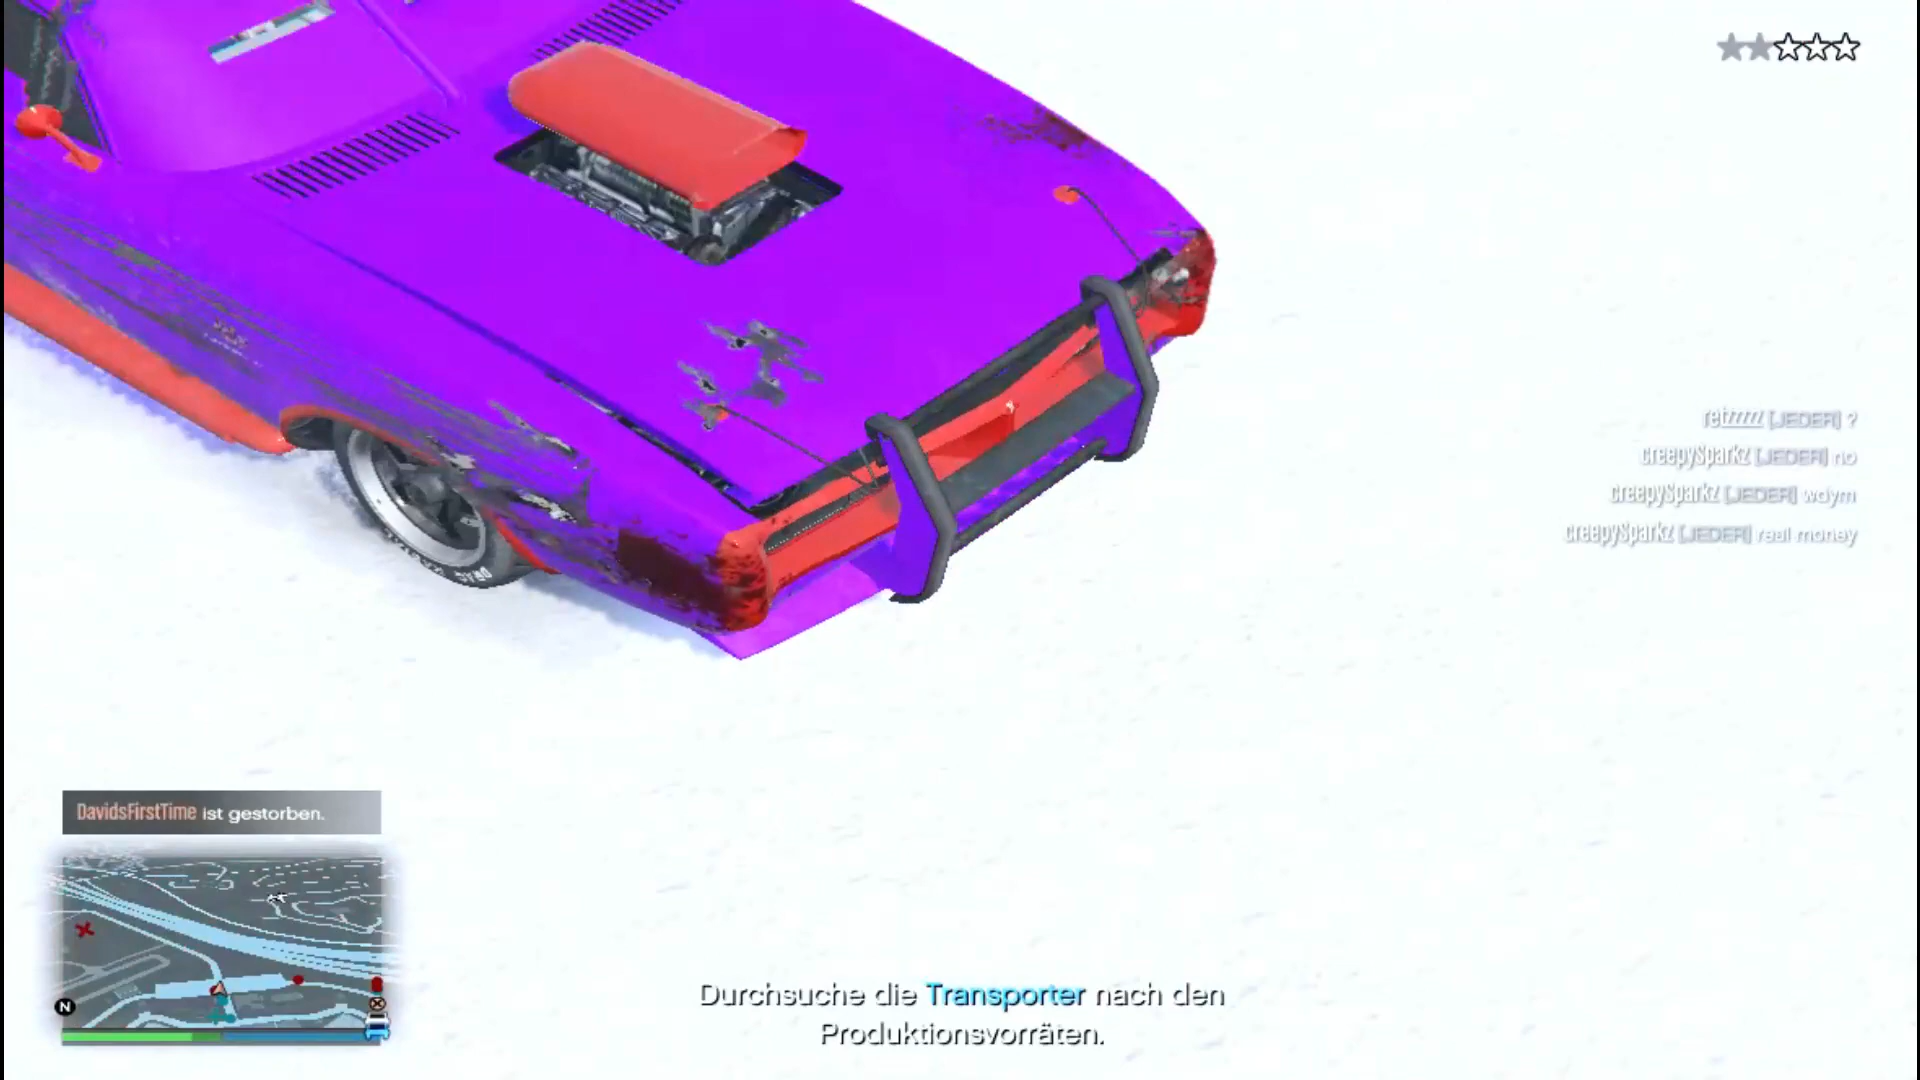 retzzzzz [JEDER] ?
creepySparkz [JEDER] no
creepySparkz [JEDER] wdym
creepySparkz [JEDER] real money
DavidsFirstTime ist gestorben.
N
Durchsuche die Transporter nach den
Produktionsvorräten.